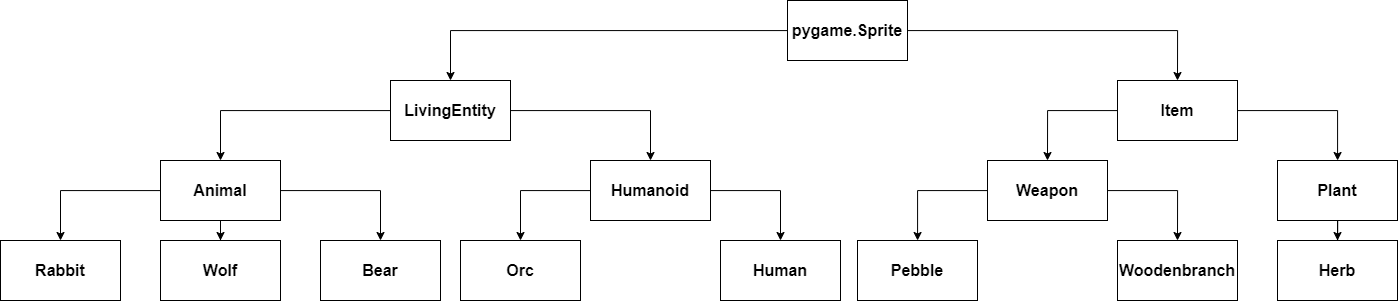 pygame.Sprite
LivingEntity
Item
Animal
Humanoid
Weapon
Plant
Rabbit
Wolf
Bear
Orc
Human
Pebble
Woodenbranch
Herb